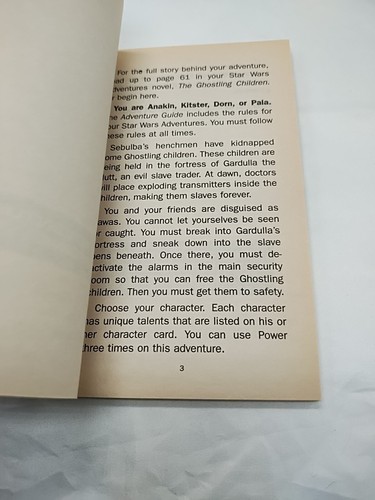 For the full story behind your adventure,
ead up to page 61 in your Star Wars
dventures novel, The Ghostling Children.
r begin here.
You are Anakin, Kitster, Dorn, or Pala.
he Adventure Guide includes the rules for
our Star Wars Adventures. You must follow
ese rules at all times.
Sebulba's henchmen have kidnapped
ome Ghostling children. These children are
eing held in the fortress of Gardulla the
utt, an evil slave trader. At dawn, doctors
ill place exploding transmitters inside the
hildren, making them slaves forever.
You and your friends are disguised as
awas. You cannot let yourselves be seen
r caught. You must break into Gardulla's
ortress and sneak down into the slave
ens beneath. Once there, you must de-
activate the alarms in the main security
oom so that you can free the Ghostling
children. Then you must get them to safety.
Choose your character. Each character
has unique talents that are listed on his or
her character card. You can use Power
three times on this adventure.
3